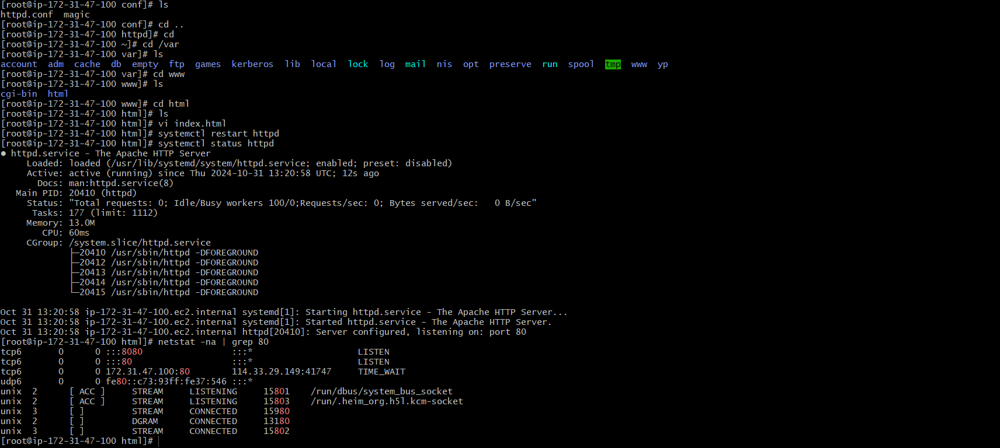 [root@ip-172-31-47-100 conf]# ls
httpd.conf  magic
[root@ip-172-31-47-100 conf]# cd ..
[root@ip-172-31-47-100 httpd]# cd
[root@ip-172-31-47-100 ~]# cd /var
[root@ip-172-31-47-100 var]# ls
account  adm  cache  db  empty  ftp  games  kerberos  lib  local  lock  log  mail  nis  opt  preserve  run  spool  tmp  www  yp
[root@ip-172-31-47-100 var]# cd www
[root@ip-172-31-47-100 www]# ls
cgi-bin  html
[root@ip-172-31-47-100 www]# cd html
[root@ip-172-31-47-100 html]# ls
[root@ip-172-31-47-100 html]# vi index.html
[root@ip-172-31-47-100 html]# systemctl restart httpd
[root@ip-172-31-47-100 html]# systemctl status httpd
● httpd.service - The Apache HTTP Server
     Loaded: loaded (/usr/lib/systemd/system/httpd.service; enabled; preset: disabled)
     Active: active (running) since Thu 2024-10-31 13:20:58 UTC; 12s ago
       Docs: man:httpd.service(8)
   Main PID: 20410 (httpd)
     Status: "Total requests: 0; Idle/Busy workers 100/0;Requests/sec: 0; Bytes served/sec:   0 B/sec"
      Tasks: 177 (limit: 1112)
     Memory: 13.0M
        CPU: 60ms
     CGroup: /system.slice/httpd.service
             ├─20410 /usr/sbin/httpd -DFOREGROUND
             ├─20412 /usr/sbin/httpd -DFOREGROUND
             ├─20413 /usr/sbin/httpd -DFOREGROUND
             ├─20414 /usr/sbin/httpd -DFOREGROUND
             └─20415 /usr/sbin/httpd -DFOREGROUND
Oct 31 13:20:58 ip-172-31-47-100.ec2.internal systemd[1]: Starting httpd.service - The Apache HTTP Server...
Oct 31 13:20:58 ip-172-31-47-100.ec2.internal systemd[1]: Started httpd.service - The Apache HTTP Server.
Oct 31 13:20:58 ip-172-31-47-100.ec2.internal httpd[20410]: Server configured, listening on: port 80
[root@ip-172-31-47-100 html]# netstat -na | grep 80
tcp6       0      0 :::8080                 :::*                    LISTEN
tcp6       0      0 :::80                   :::*                    LISTEN
tcp6       0      0 172.31.47.100:80        114.33.29.149:41747     TIME_WAIT
udp6       0      0 fe80::c73:93ff:fe37:546 :::*
unix  2      [ ACC ]     STREAM     LISTENING     15801    /run/dbus/system_bus_socket
unix  2      [ ACC ]     STREAM     LISTENING     15803    /run/.heim_org.h5l.kcm-socket
unix  3      [ ]         STREAM     CONNECTED     15980
unix  2      [ ]         DGRAM      CONNECTED     13180
unix  3      [ ]         STREAM     CONNECTED     15802
[root@ip-172-31-47-100 html]#